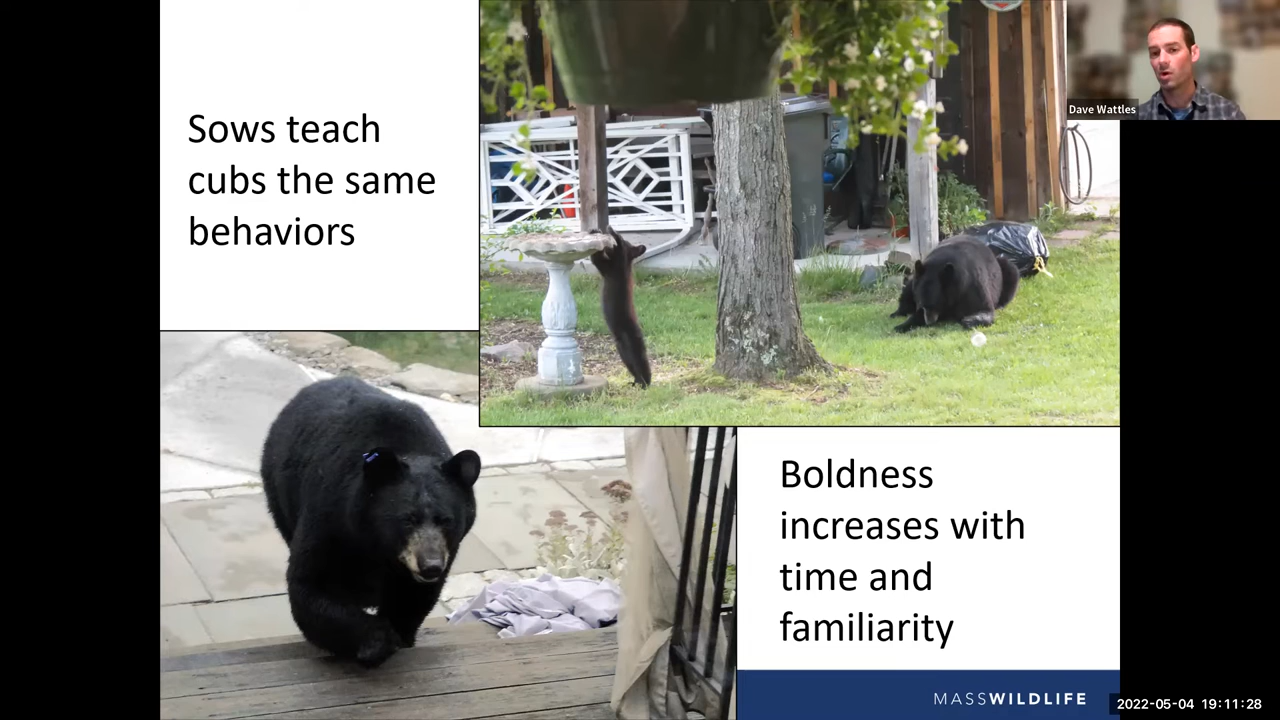 Sows teach
cubs the same
behaviors
Dave Wattles
Boldness
increases with
time and
familiarity
MASSWILDLIFE
2022-05-04 19:11:28